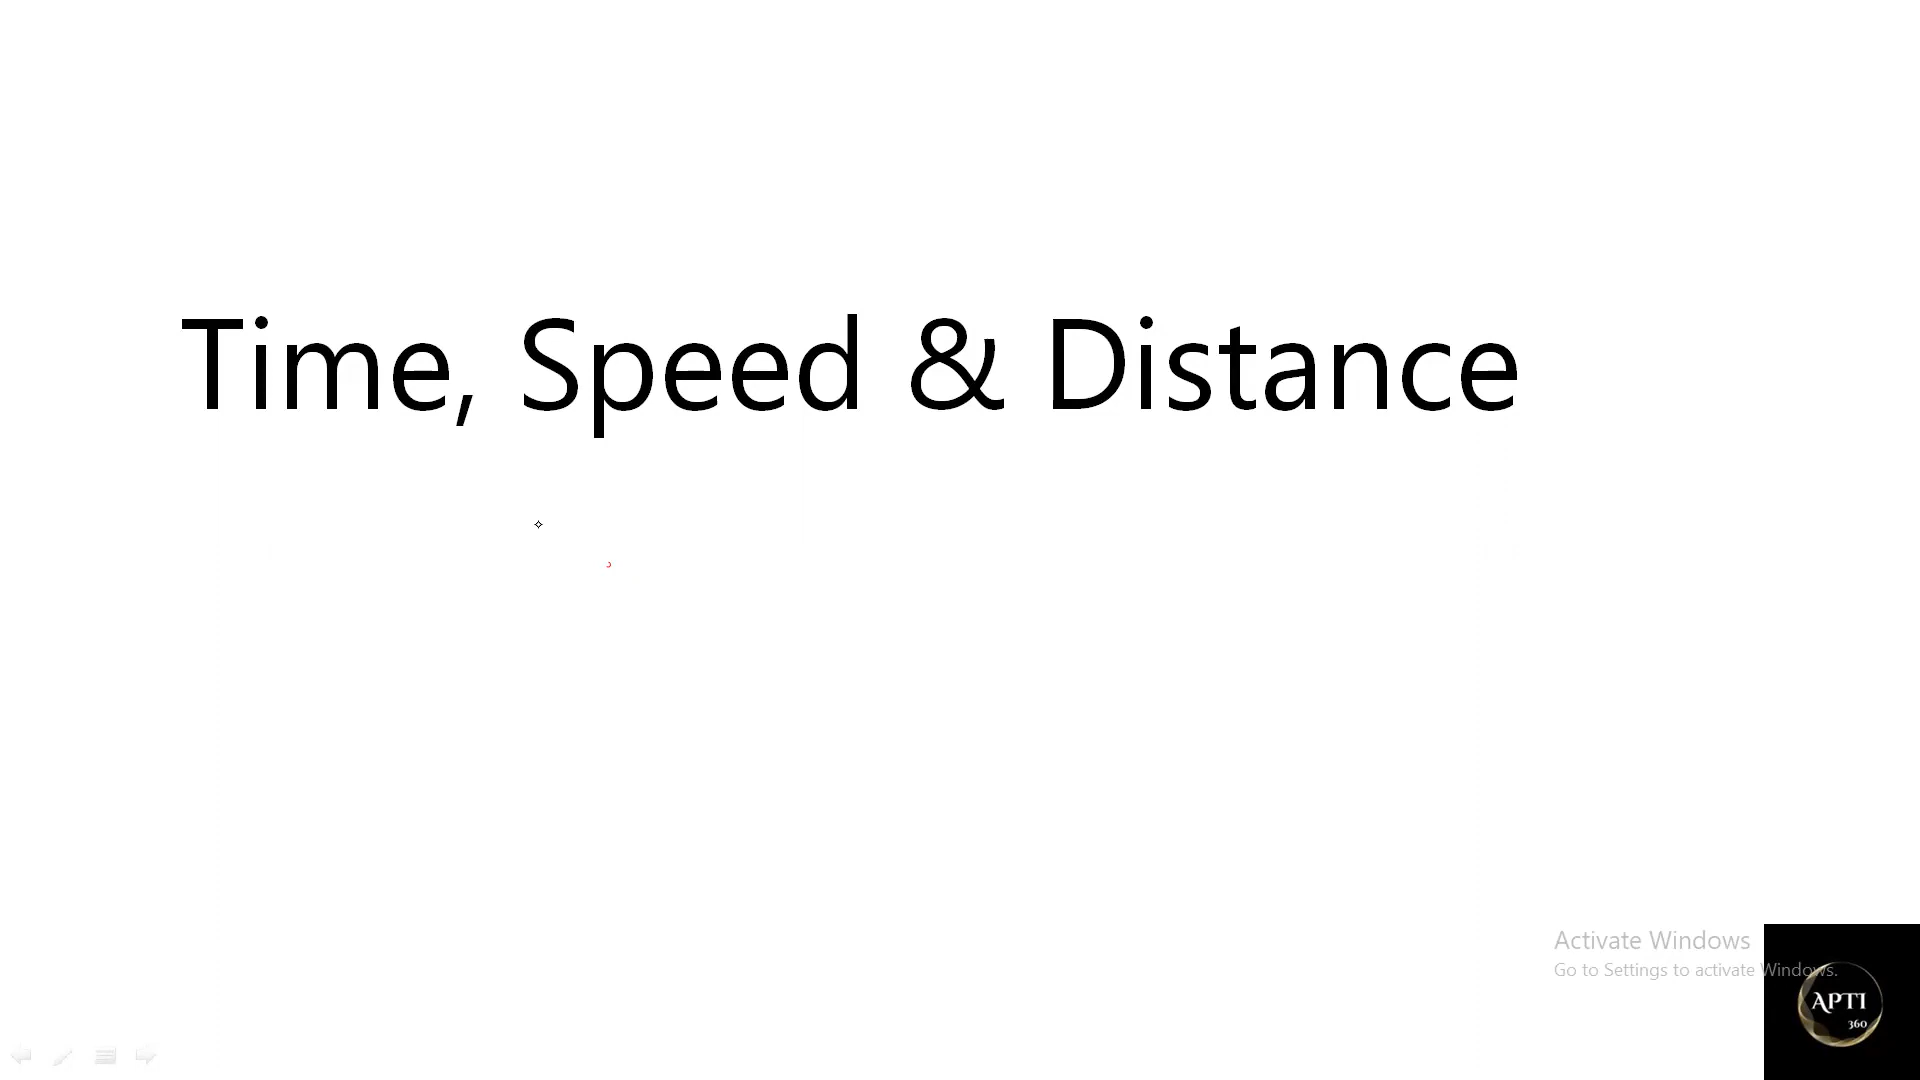 Time, Speed & Distance
Activate Windows
Go to Settings to activate Windows.
APTI
360